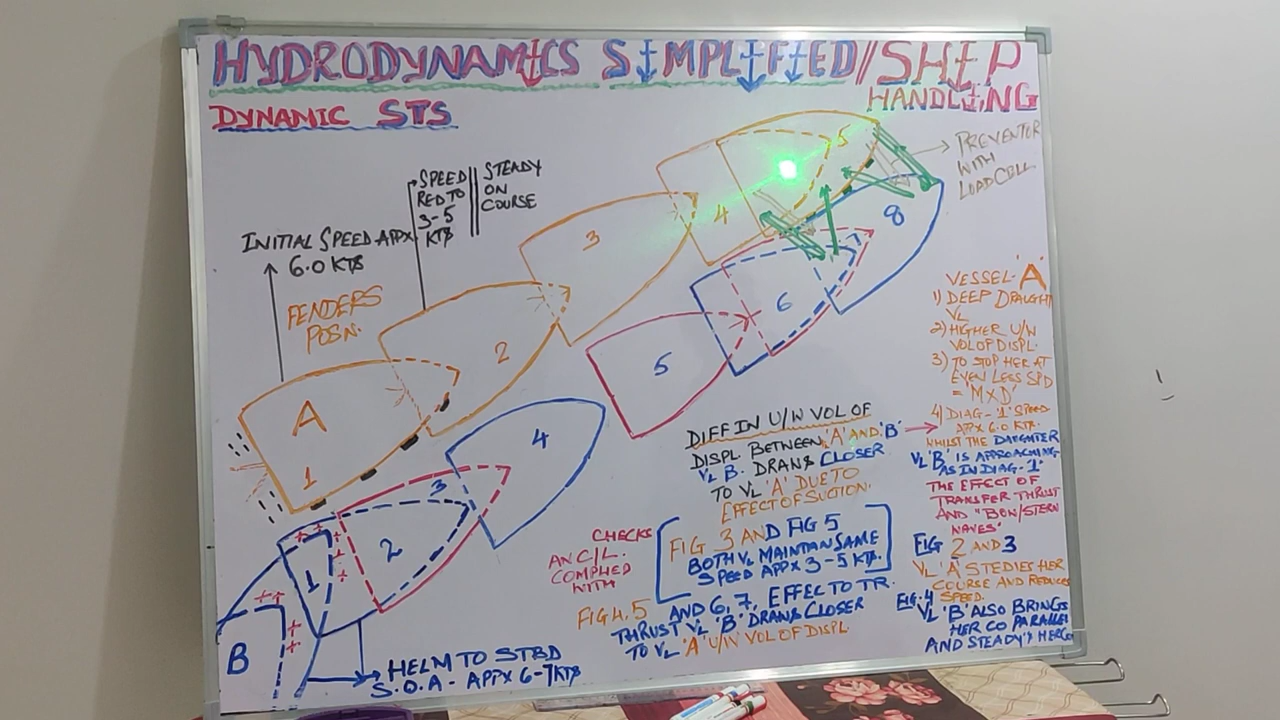 HYDRODYNAMICS SIMPLIFIED//SHIP
HANDLING
DYNAMIC STS
SPEED
RED TO
3-5
KTS
STEADY
ON
COURSE
INITIAL SPEED APPX
6.0 KTS
FENDERS
POSN.
PREVENTOR
WITH
LOAD CELL
A
1
2
3
4
5
B
1
2
3
4
5
6
7
8
HELM TO STBD
S.O.A - APPX 6-7KTS
DIFF IN U/W VOL OF
DISPL BETWEEN 'A' AND 'B'
VL B. DRANS CLOSER
TO VL 'A' DUE TO
EFFECT OF SUCTION.
CHECKS
AN C/L.
COMPHED
WITH
FIG 3 AND FIG 5
BOTH VL MAINTAN SAME
SPEED APPX 3-5 KTS.
FIG 4, 5 AND 6, 7, EFFEC TO TR.
THRUST VL 'B' DRANS CLOSER
TO VL 'A' U/W VOL OF DISPL
VESSEL 'A'
1) DEEP DRAUGHT
VL
2) HIGHER U/W
VOL OF DISPL.
3) TO STOP HER AT
EVEN LESS SPD
= 'M X D'
4) DIAG-'1' SPEED
APPX 6.0 KTS.
WHILST THE DAUGHTER
VL 'B' IS APPROACHING
AS IN DIAG-'1'
THE EFFECT OF
TRANSFER THRUST
AND "BOW/STERN
WAVES"
FIG 2 AND 3
VL 'A' STEDIES HER
COURSE AND REDUCES
SPEED.
FIG. 4
VL 'B' ALSO BRINGS
HER CO PARALLEL
AND STEADY'S HER CO